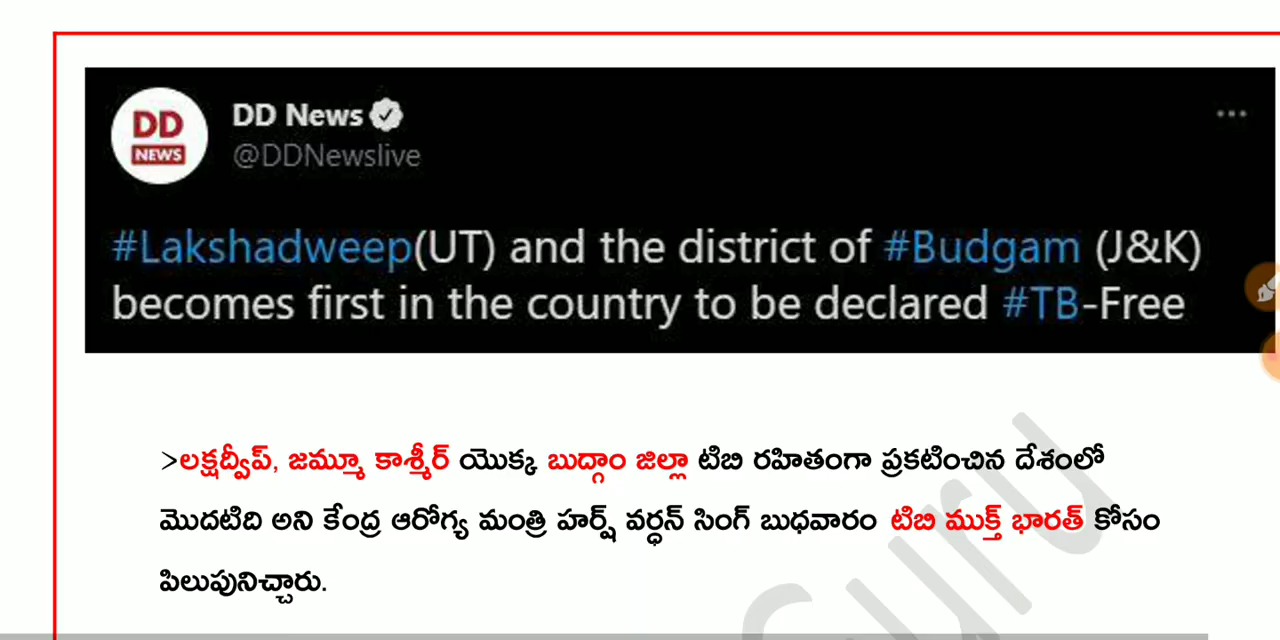 DD
NEWS
DD News
@DDNewslive
#Lakshadweep(UT) and the district of #Budgam (J&K)
becomes first in the country to be declared #TB-Free
>లక్షద్వీప్, జమ్మూ కాశ్మీర్ యొక్క బుద్గాం జిల్లా టిబి రహితంగా ప్రకటించిన దేశంలో
మొదటిది అని కేంద్ర ఆరోగ్య మంత్రి హర్ష్ వర్ధన్ సింగ్ బుధవారం టిబి ముక్త్ భారత్ కోసం
పిలుపునిచ్చారు.
Guru